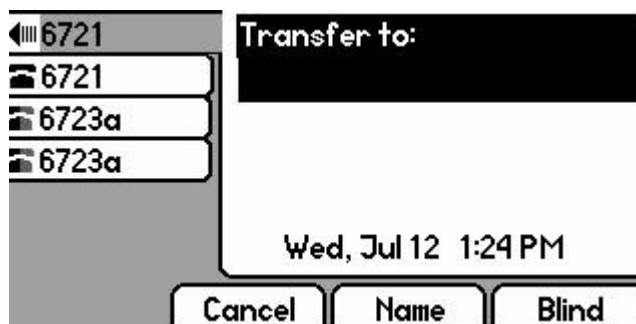 6721
6721
6723a
6723a
Transfer to:
Wed, Jul 12 1:24 PM
Cancel
Name
Blind